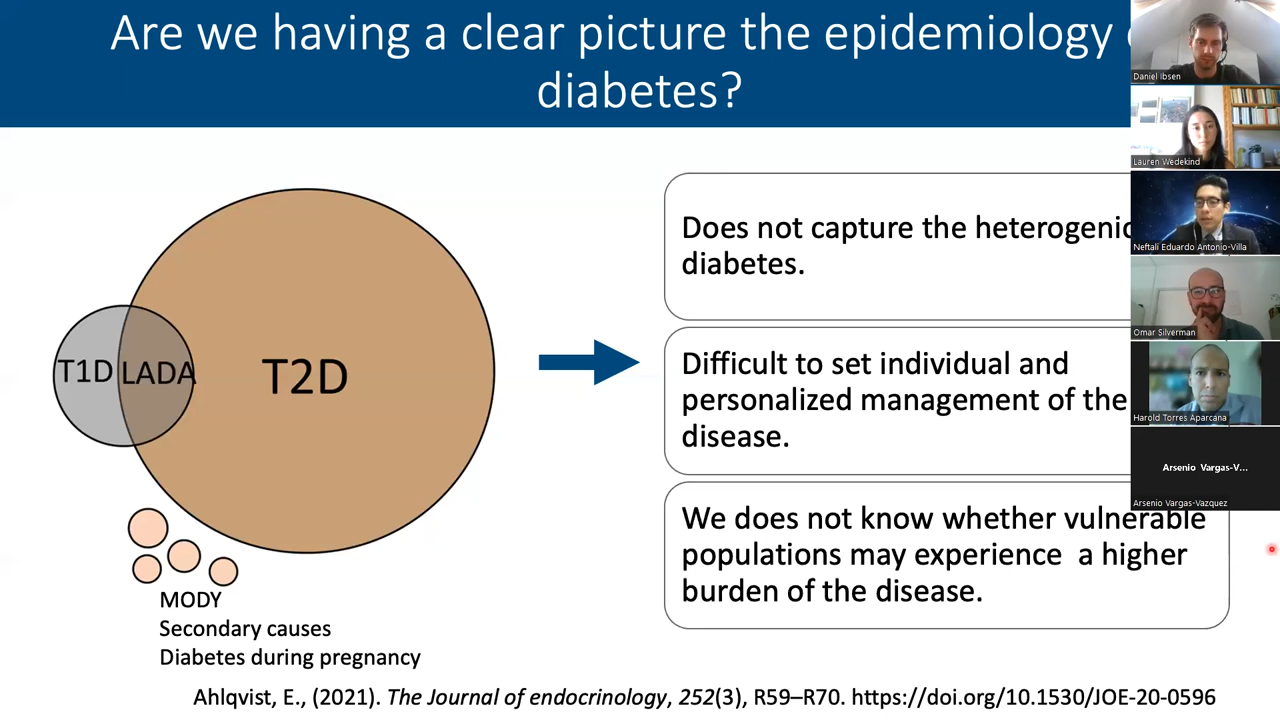 Are we having a clear picture the epidemiology
diabetes?
T1D LADA T2D
MODY
Secondary causes
Diabetes during pregnancy
Does not capture the
diabetes.
Difficult to set individual and
personalized management of the
disease.
We does not know whether vulnerable
populations may experience a higher
burden of the disease.
Ahlqvist, E., (2021). The Journal of endocrinology, 252(3), R59–R70. https://doi.org/10.1530/JOE-20-0596
Daniel Ibsen
Lauren Wedekind
Neftali Eduardo Antonio-Villa
Omar Silverman
Harold Torres Aparcana
Arsenio Vargas-V...
Arsenio Vargas-Vazquez